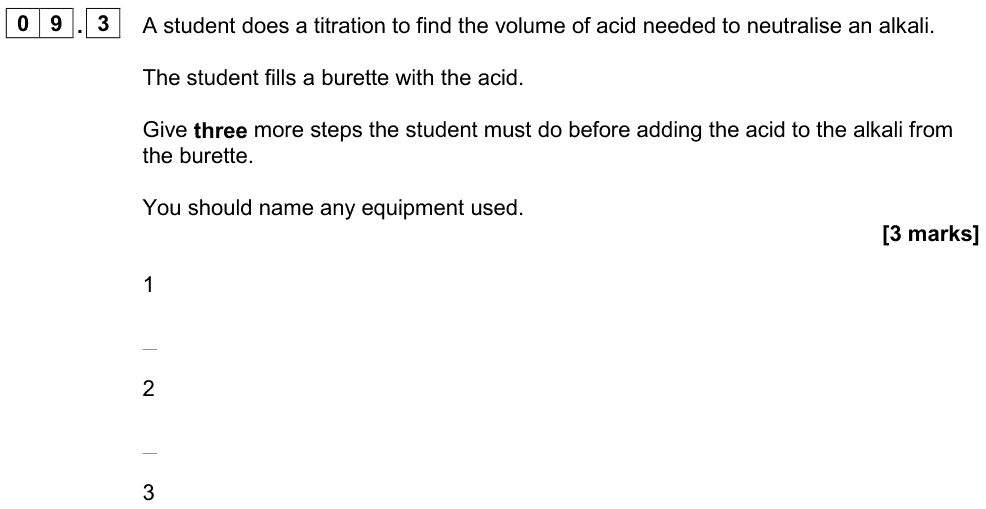 0 9 . 3 A student does a titration to find the volume of acid needed to neutralise an alkali.
The student fills a burette with the acid.
Give three more steps the student must do before adding the acid to the alkali from
the burette.
You should name any equipment used.
[3 marks]
1
2
3